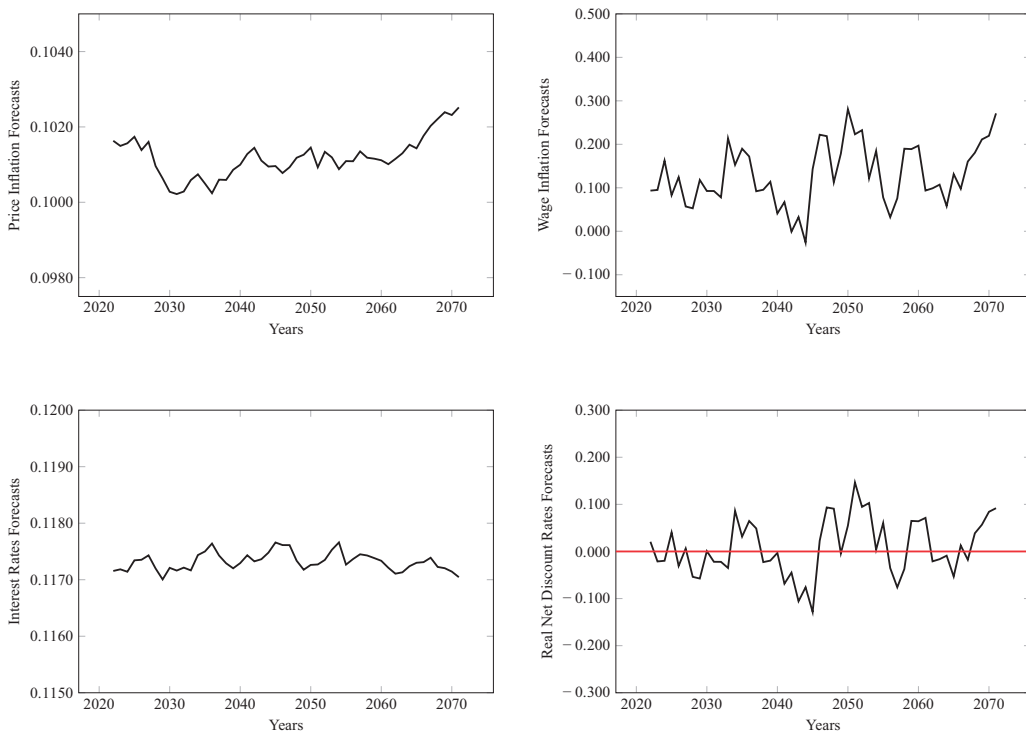 Price Inflation Forecasts
0.1040
0.1020
0.1000
0.0980
2020 2030 2040 2050 2060 2070
Years
Wage Inflation Forecasts
0.500
0.400
0.300
0.200
0.100
0.000
−0.100
2020 2030 2040 2050 2060 2070
Years
Interest Rates Forecasts
0.1200
0.1190
0.1180
0.1170
0.1160
0.1150
2020 2030 2040 2050 2060 2070
Years
Real Net Discount Rates Forecasts
0.300
0.200
0.100
0.000
−0.100
−0.200
−0.300
2020 2030 2040 2050 2060 2070
Years